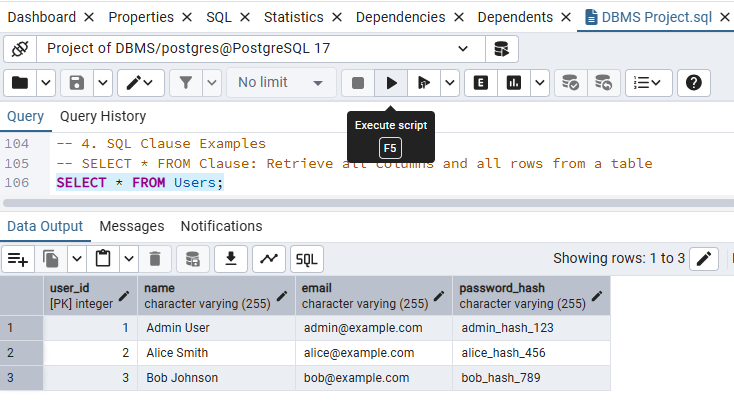 Dashboard Properties SQL Statistics Dependencies Dependents DBMS Project.sql
Project of DBMS/postgres@PostgreSQL 17
No limit E
Query Query History
Execute script
F5
104 -- 4. SQL Clause Examples
105 -- SELECT * FROM Clause: Retrieve all columns and all rows from a table
106 SELECT * FROM Users;
Data Output Messages Notifications
SQL Showing rows: 1 to 3
user_id name email password_hash
[PK] integer character varying (255) character varying (255) character varying (255)
1 1 Admin User admin@example.com admin_hash_123
2 2 Alice Smith alice@example.com alice_hash_456
3 3 Bob Johnson bob@example.com bob_hash_789